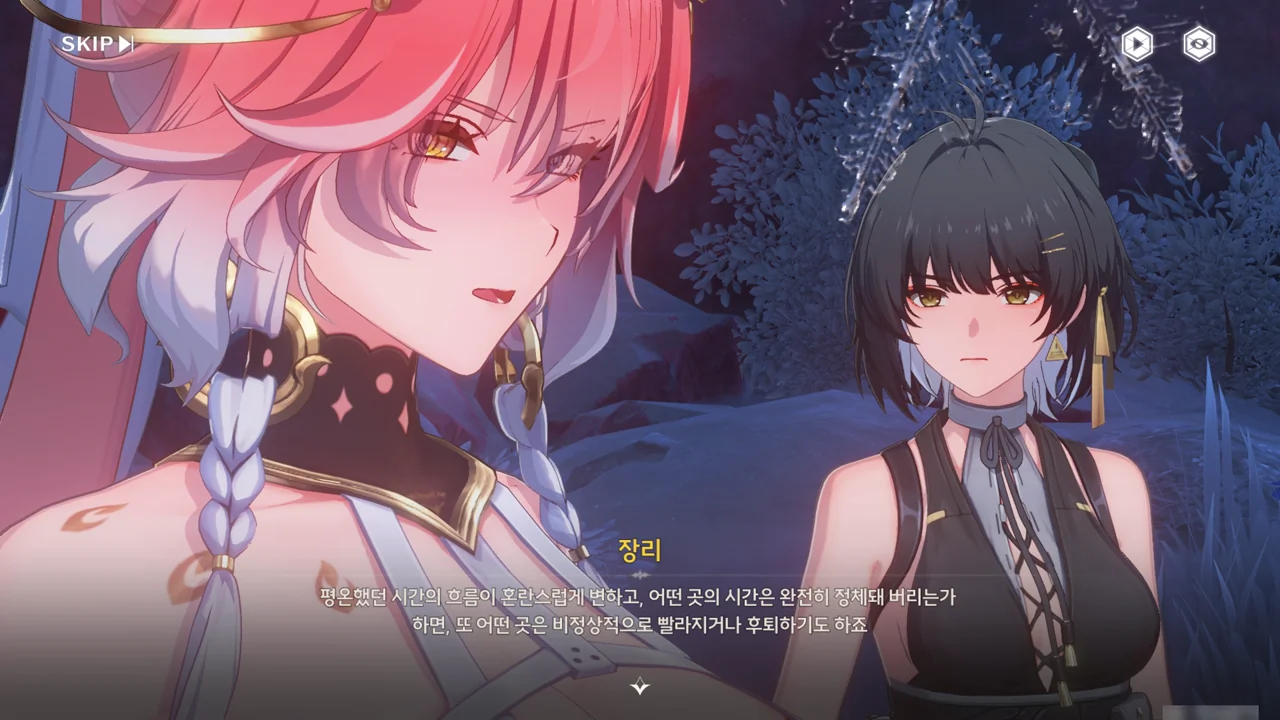 SKIP
장리
평온했던 시간의 흐름이 혼란스럽게 변하고, 어떤 곳의 시간은 완전히 정체돼 버리는가
하면, 또 어떤 곳은 비정상적으로 빨라지거나 후퇴하기도 하죠